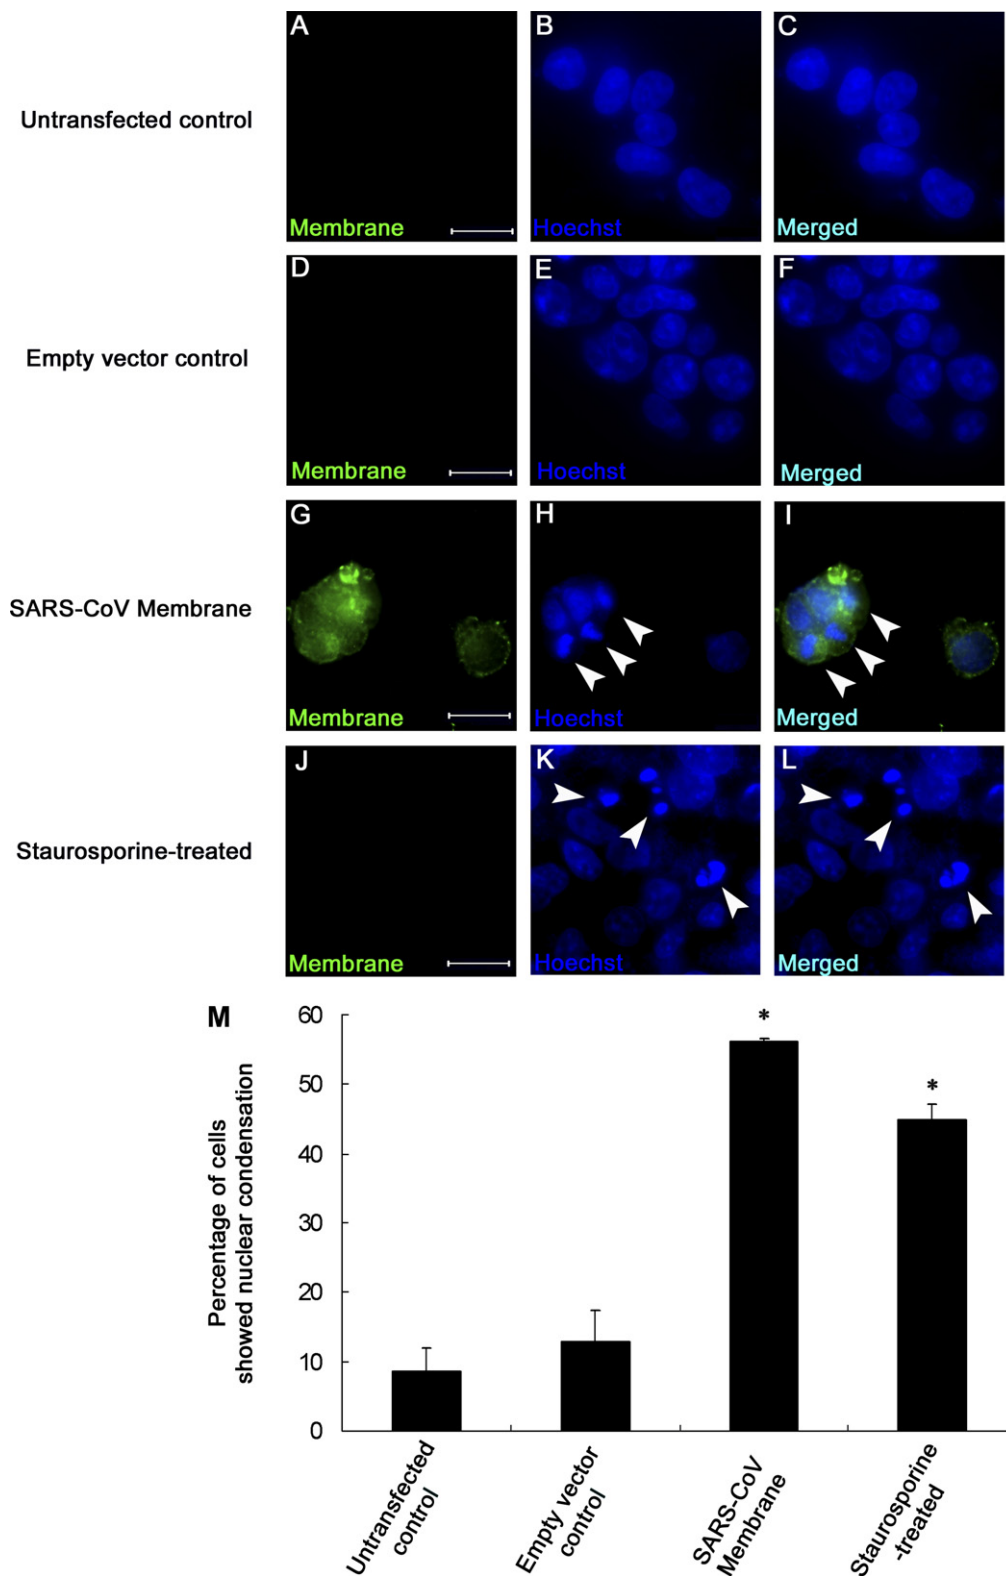 A
B
C
Untransfected control
Membrane
Hoechst
Merged
D
E
F
Empty vector control
Membrane
Hoechst
Merged
G
H
I
SARS-CoV Membrane
Membrane
Hoechst
Merged
J
K
L
Staurosporine-treated
Membrane
Hoechst
Merged
M
Percentage of cells
showed nuclear condensation
60
50
40
30
20
10
0
*
*
Untransfected
control
Empty vector
control
SARS-CoV
Membrane
Staurosporine
-treated